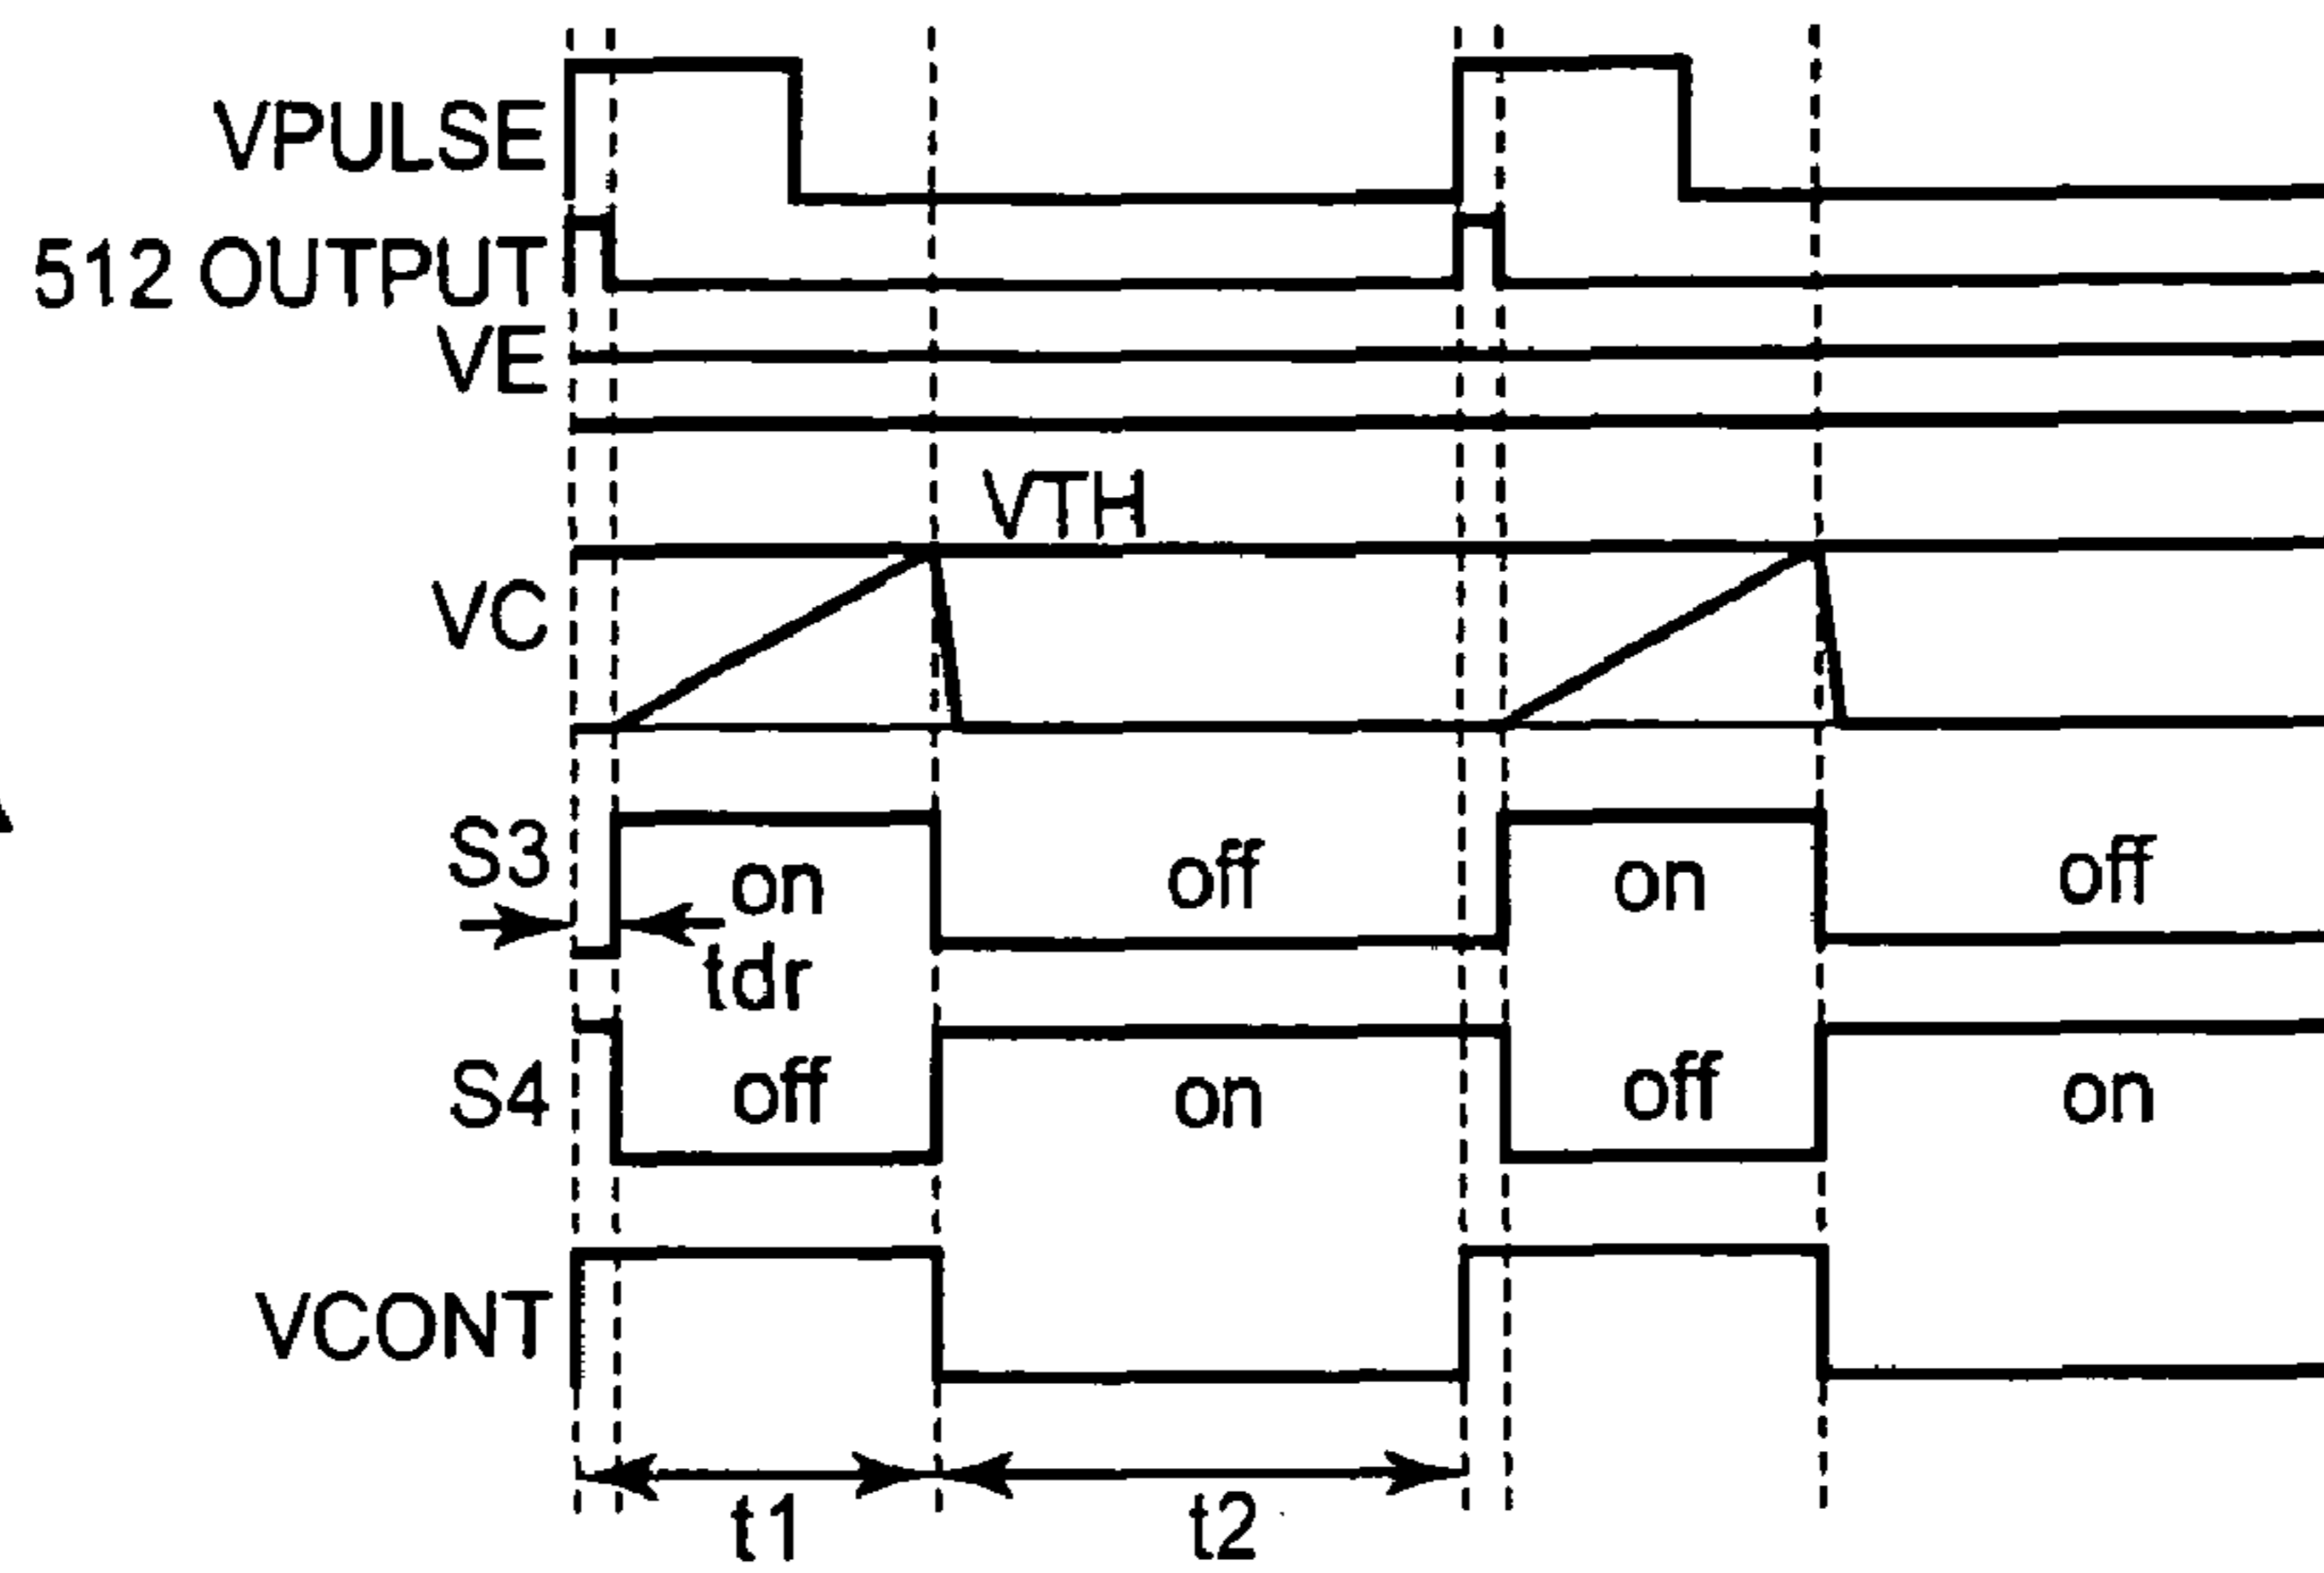 VPULSE
512 OUTPUT
VE
VTH
VC
S3
on
off
on
off
tdr
S4
off
on
off
on
VCONT
t1
t2